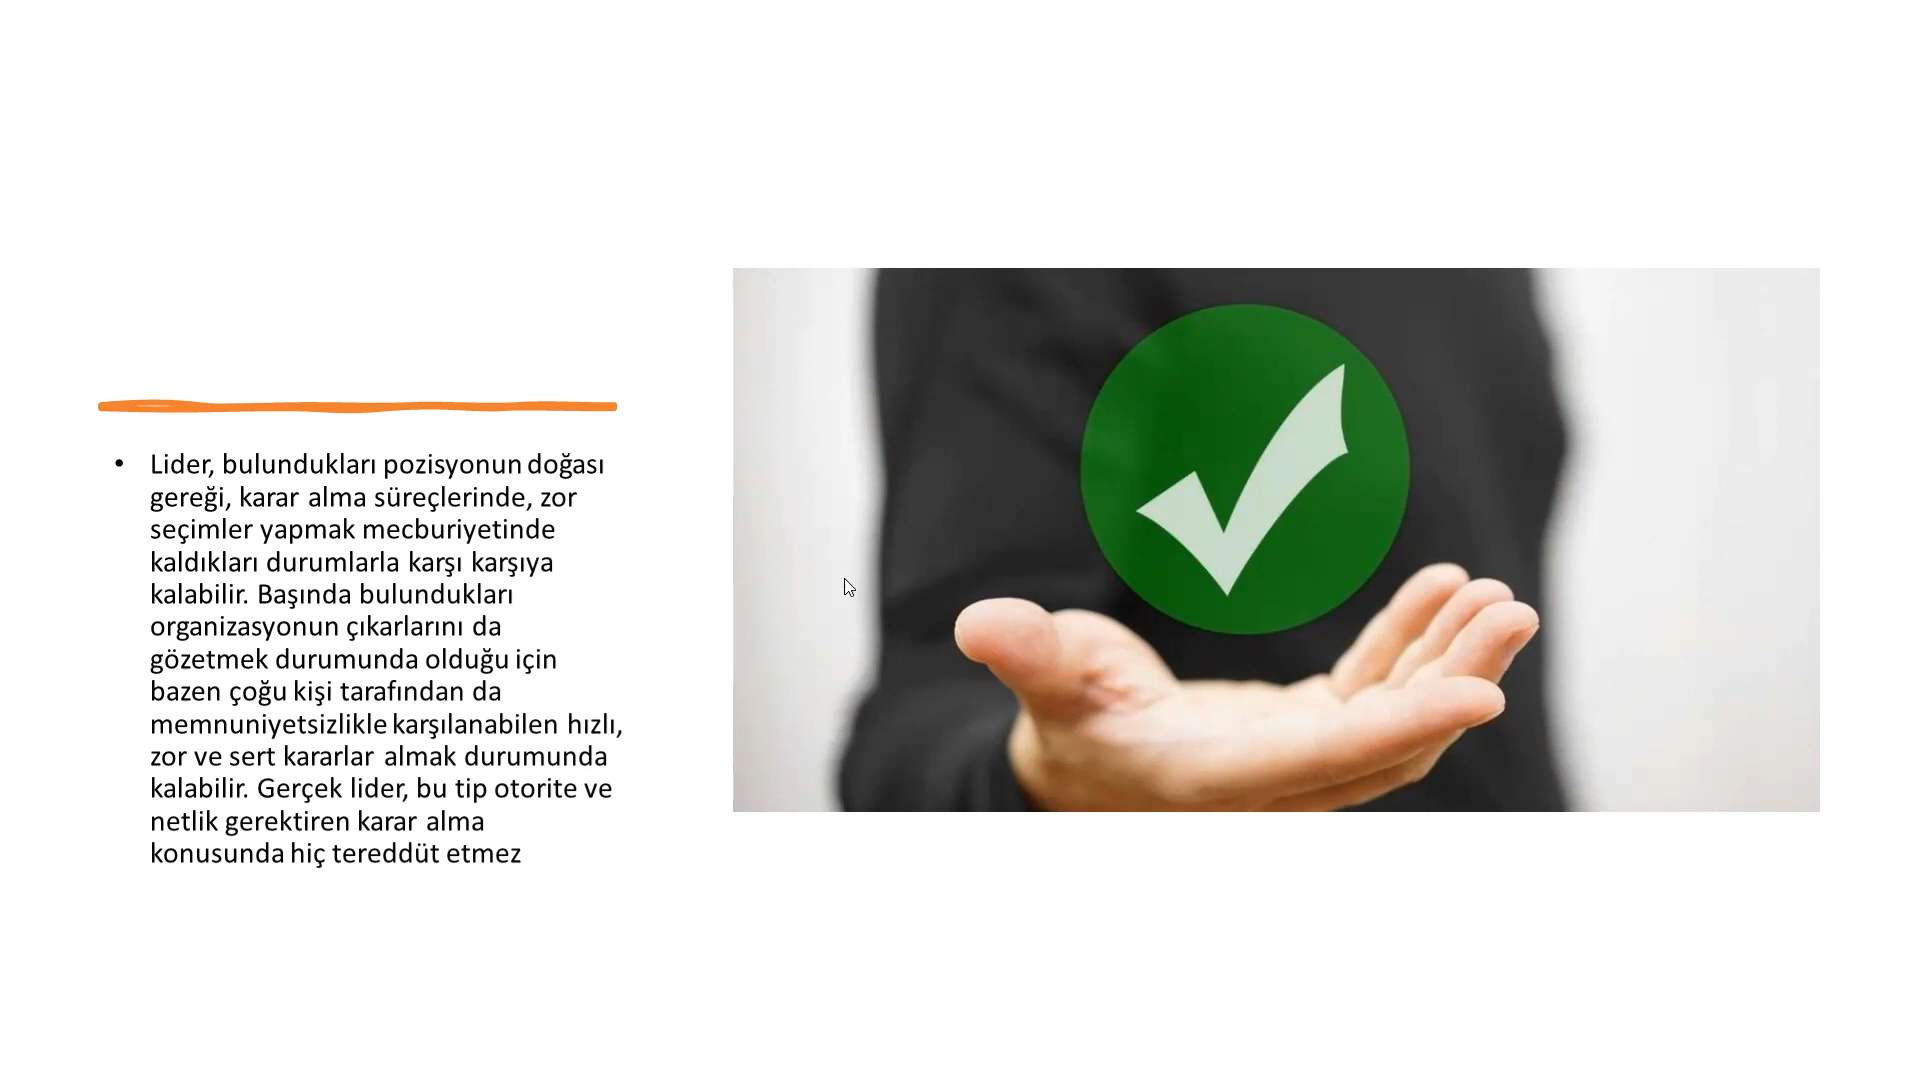 • Lider, bulundukları pozisyonun doğası
gereği, karar alma süreçlerinde, zor
seçimler yapmak mecburiyetinde
kaldıkları durumlarla karşı karşıya
kalabilir. Başında bulundukları
organizasyonun çıkarlarını da
gözetmek durumunda olduğu için
bazen çoğu kişi tarafından da
memnuniyetsizlikle karşılanabilen hızlı,
zor ve sert kararlar almak durumunda
kalabilir. Gerçek lider, bu tip otorite ve
netlik gerektiren karar alma
konusunda hiç tereddüt etmez